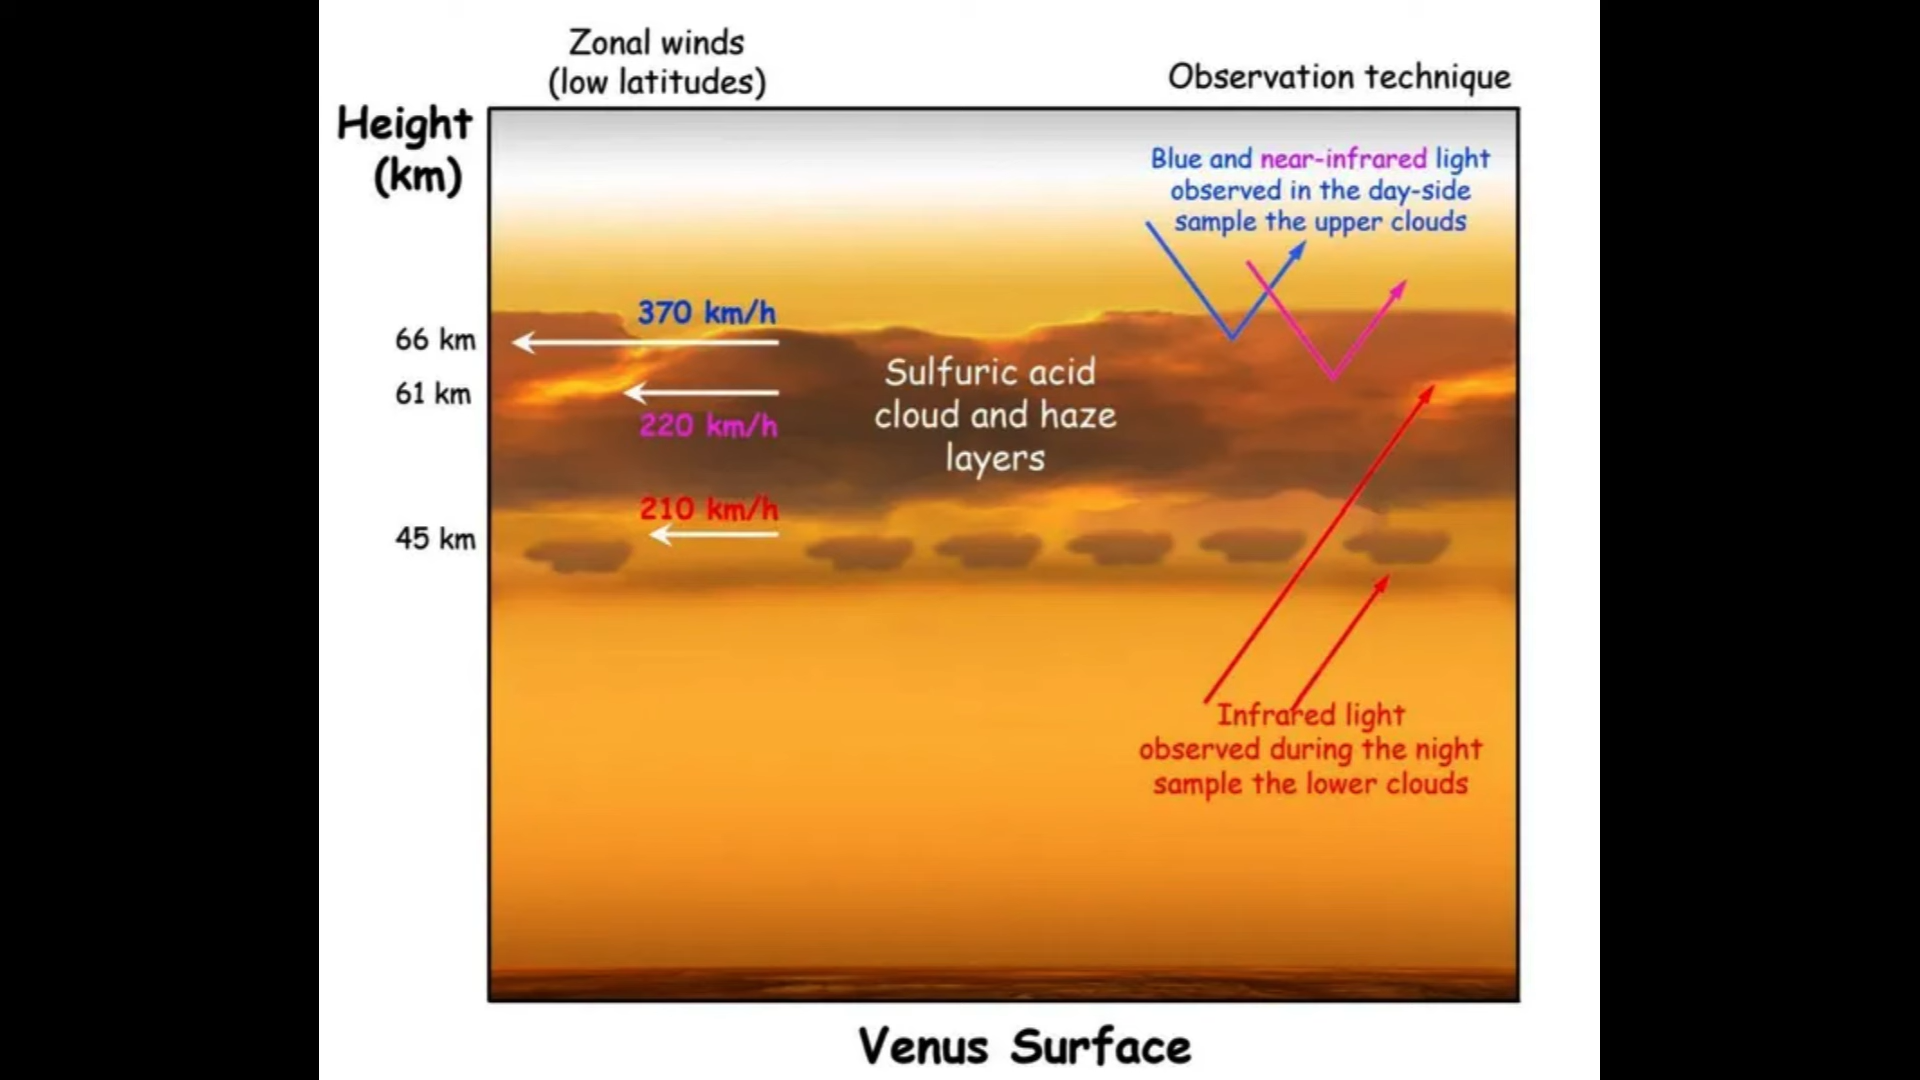 Zonal winds
(low latitudes)
Observation technique
Height
(km)
Blue and near-infrared light
observed in the day-side
sample the upper clouds
370 km/h
66 km
61 km
220 km/h
Sulfuric acid
cloud and haze
layers
210 km/h
45 km
Infrared light
observed during the night
sample the lower clouds
Venus Surface